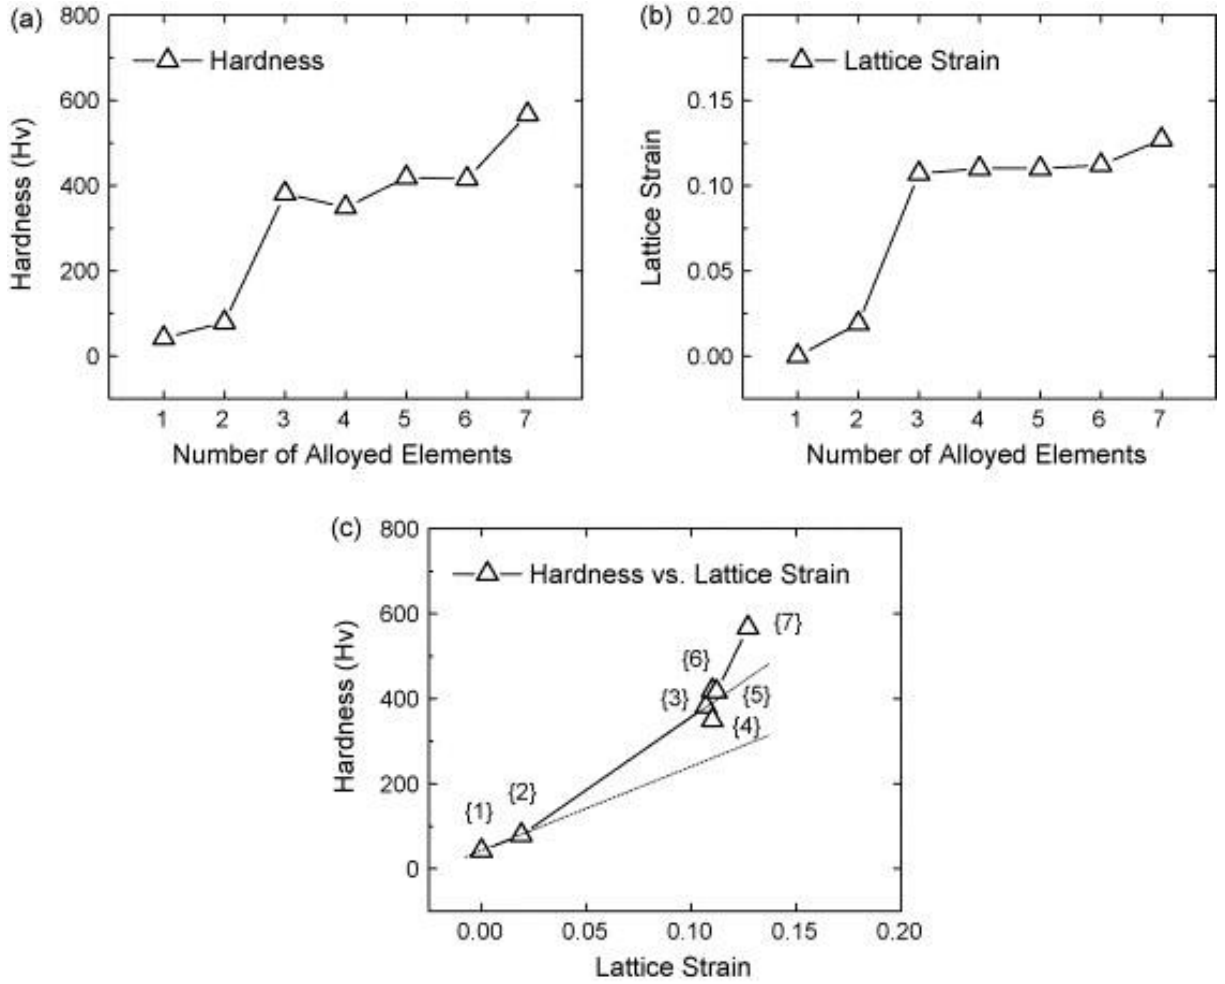 (a)
800
600
400
200
0
Hardness (Hv)
Hardness
1 2 3 4 5 6 7
Number of Alloyed Elements
(b)
0.20
0.15
0.10
0.05
0.00
Lattice Strain
Lattice Strain
1 2 3 4 5 6 7
Number of Alloyed Elements
(c)
800
600
400
200
0
Hardness (Hv)
Hardness vs. Lattice Strain
{7}
{6}
{3} {5}
{4}
{2}
{1}
0.00 0.05 0.10 0.15 0.20
Lattice Strain